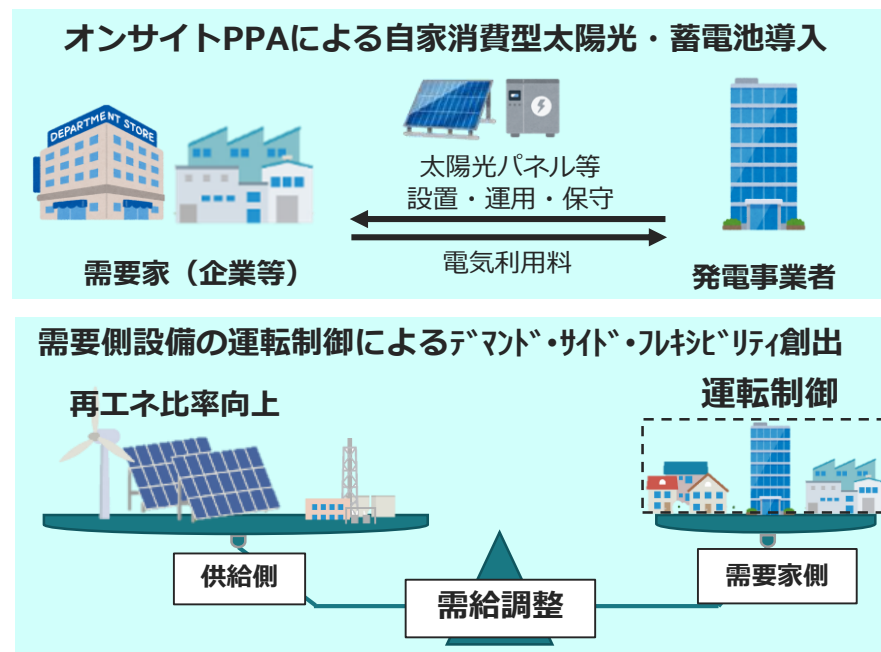 オンサイトPPAによる自家消費型太陽光・蓄電池導入
DEPARTMENT STORE
太陽光パネル等
設置・運用・保守
電気利用料
需要家（企業等）
発電事業者
需要側設備の運転制御によるﾃﾞﾏﾝﾄﾞ・ｻｲﾄﾞ・ﾌﾚｷｼﾋﾞﾘﾃｨ創出
再エネ比率向上
運転制御
供給側
需要家側
需給調整